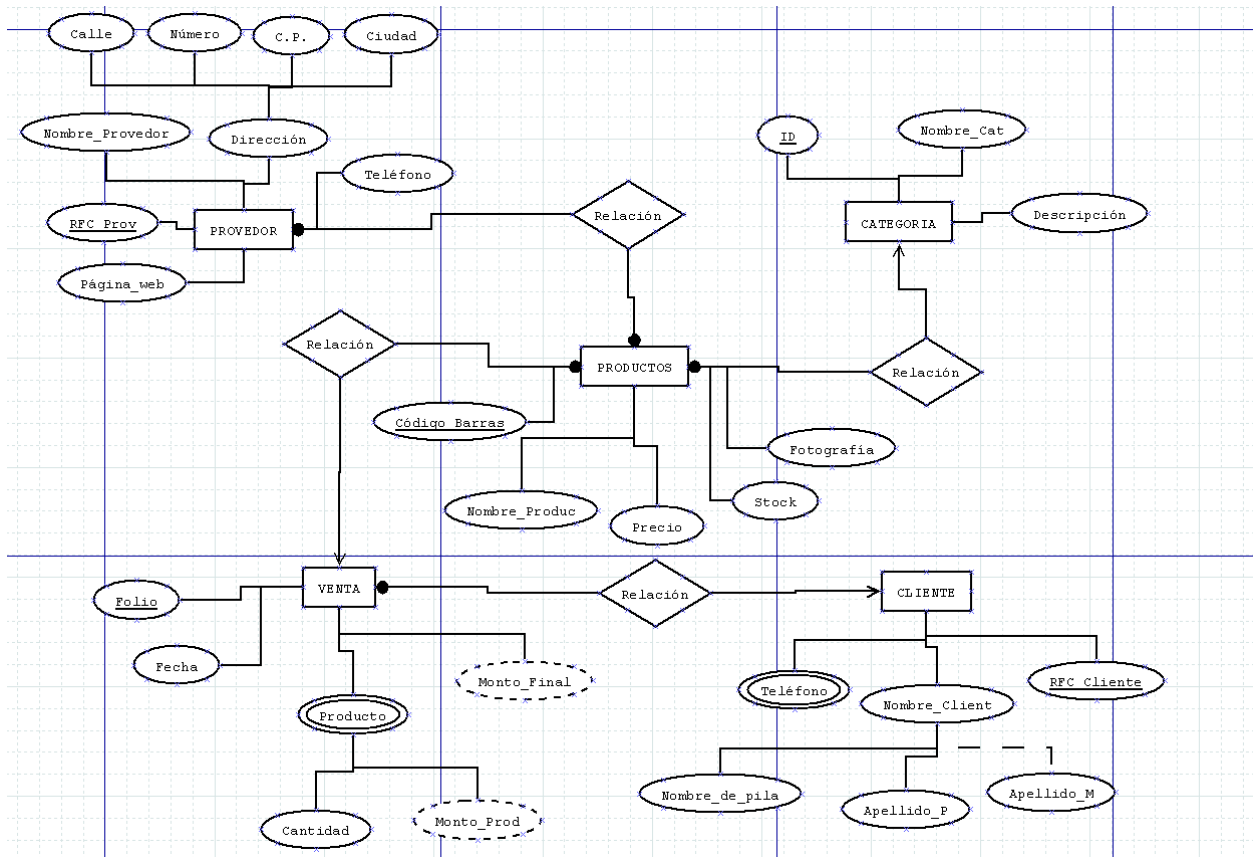 Calle
Número
C.P.
Ciudad
Nombre_Provedor
Dirección
Teléfono
ID
Nombre_Cat
RFC_Prov
PROVEDOR
Relación
CATEGORIA
Descripción
Página_web
Relación
PRODUCTOS
Relación
Código_Barras
Fotografía
Nombre_Produc
Precio
Stock
VENTA
Relación
CLIENTE
Folio
Fecha
Monto_Final
Teléfono
Nombre_Client
RFC_Cliente
Producto
Nombre_de_pila
Apellido_P
Apellido_M
Cantidad
Monto_Prod